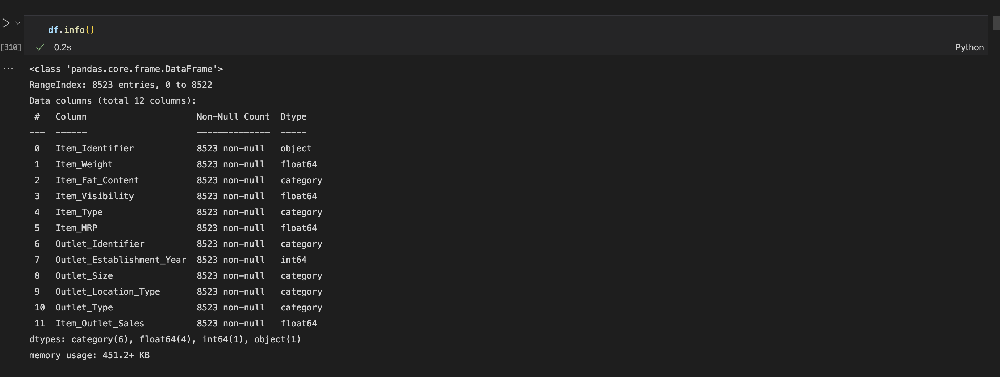 df.info()
[310]
0.2s
Python
...
<class 'pandas.core.frame.DataFrame'>
RangeIndex: 8523 entries, 0 to 8522
Data columns (total 12 columns):
 #   Column                     Non-Null Count  Dtype
---  ------                     --------------  -----
 0   Item_Identifier            8523 non-null   object
 1   Item_Weight                8523 non-null   float64
 2   Item_Fat_Content           8523 non-null   category
 3   Item_Visibility            8523 non-null   float64
 4   Item_Type                  8523 non-null   category
 5   Item_MRP                   8523 non-null   float64
 6   Outlet_Identifier          8523 non-null   category
 7   Outlet_Establishment_Year  8523 non-null   int64
 8   Outlet_Size                8523 non-null   category
 9   Outlet_Location_Type       8523 non-null   category
 10  Outlet_Type                8523 non-null   category
 11  Item_Outlet_Sales          8523 non-null   float64
dtypes: category(6), float64(4), int64(1), object(1)
memory usage: 451.2+ KB